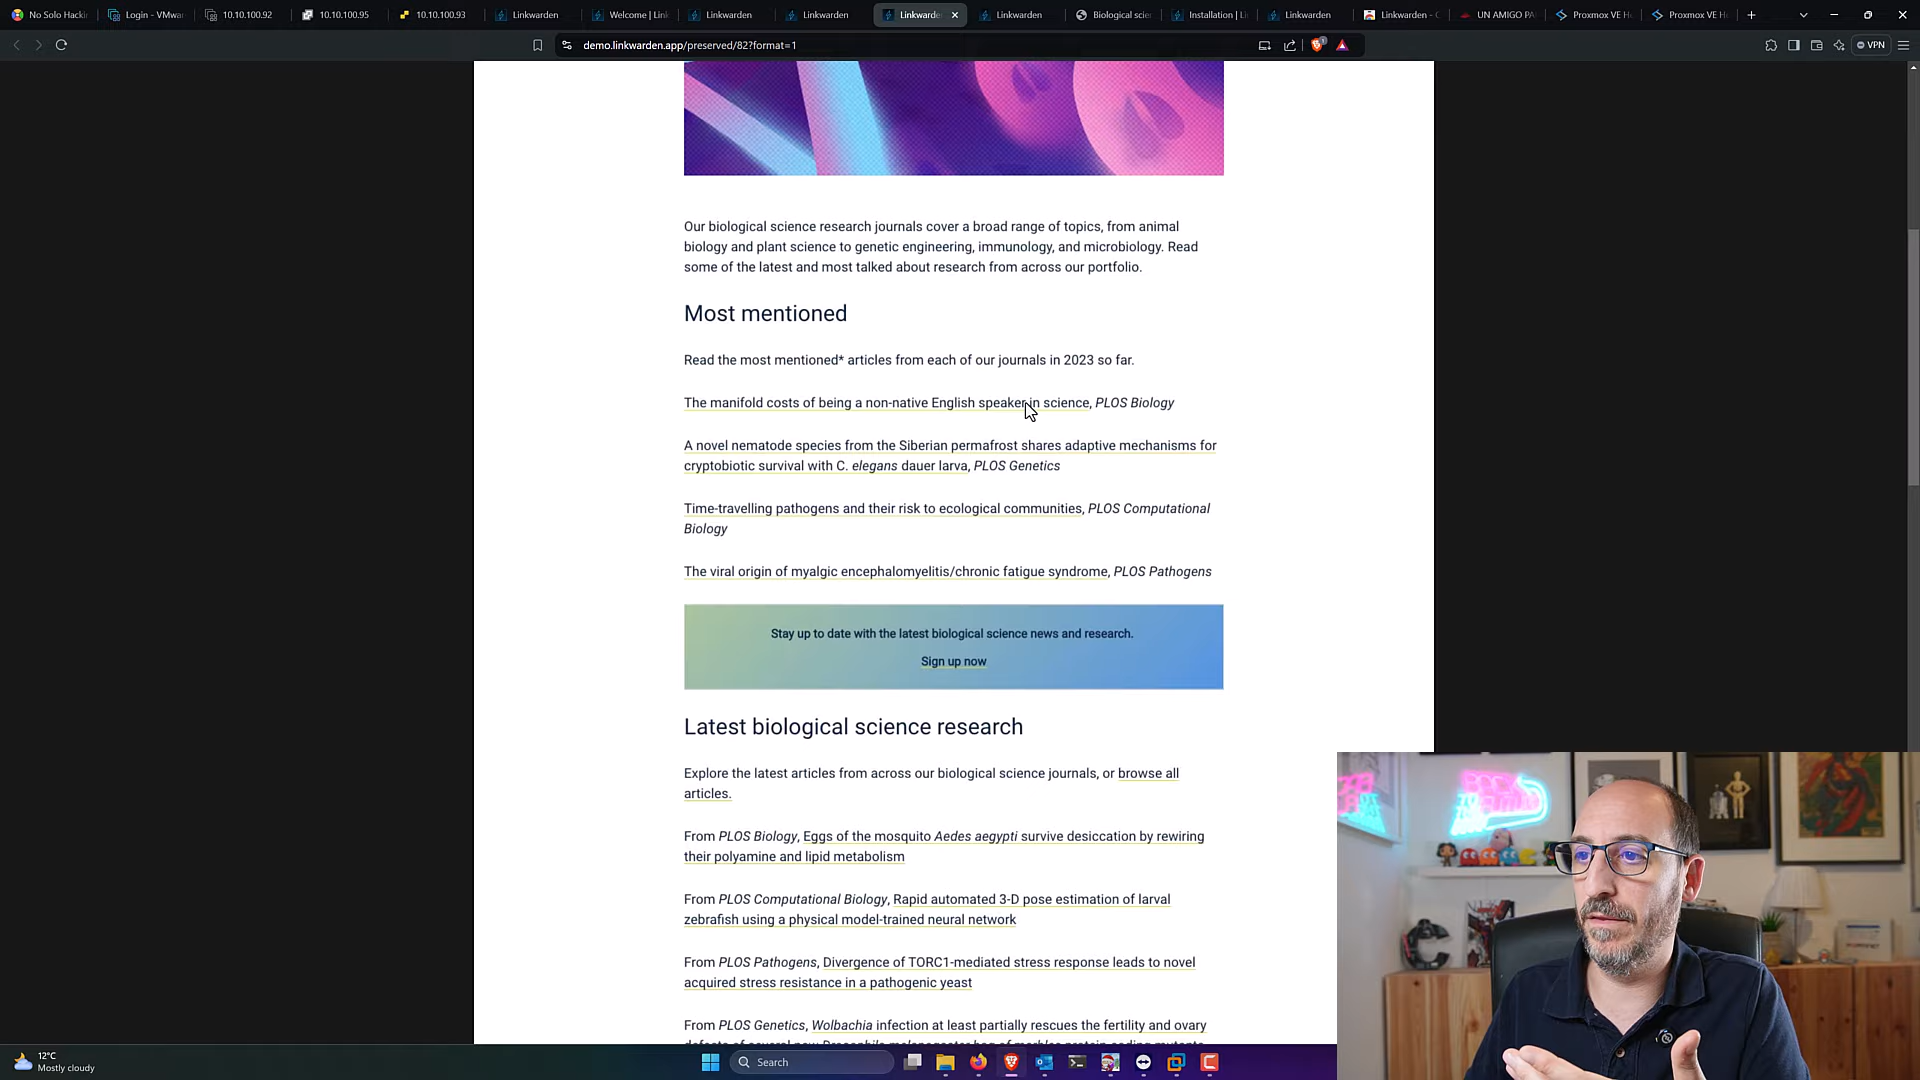 No Solo Hacki
Login - VMwa
10.10.100.92
10.10.100.95
10.10.100.93
Linkwarden
Welcome | Lin
Linkwarden
Linkwarden
Linkwarden
Linkwarden
Biological scie
Installation | Li
Linkwarden
Linkwarden - 
UN AMIGO PA
Proxmox VE H
Proxmox VE H
demo.linkwarden.app/preserved/82?format=1
VPN
Our biological science research journals cover a broad range of topics, from animal
biology and plant science to genetic engineering, immunology, and microbiology. Read
some of the latest and most talked about research from across our portfolio.
Most mentioned
Read the most mentioned* articles from each of our journals in 2023 so far.
The manifold costs of being a non-native English speaker in science, PLOS Biology
A novel nematode species from the Siberian permafrost shares adaptive mechanisms for
cryptobiotic survival with C. elegans dauer larva, PLOS Genetics
Time-travelling pathogens and their risk to ecological communities, PLOS Computational
Biology
The viral origin of myalgic encephalomyelitis/chronic fatigue syndrome, PLOS Pathogens
Stay up to date with the latest biological science news and research.
Sign up now
Latest biological science research
Explore the latest articles from across our biological science journals, or browse all
articles.
From PLOS Biology, Eggs of the mosquito Aedes aegypti survive desiccation by rewiring
their polyamine and lipid metabolism
From PLOS Computational Biology, Rapid automated 3-D pose estimation of larval
zebrafish using a physical model-trained neural network
From PLOS Pathogens, Divergence of TORC1-mediated stress response leads to novel
acquired stress resistance in a pathogenic yeast
From PLOS Genetics, Wolbachia infection at least partially rescues the fertility and ovary
12°C
Mostly cloudy
Search